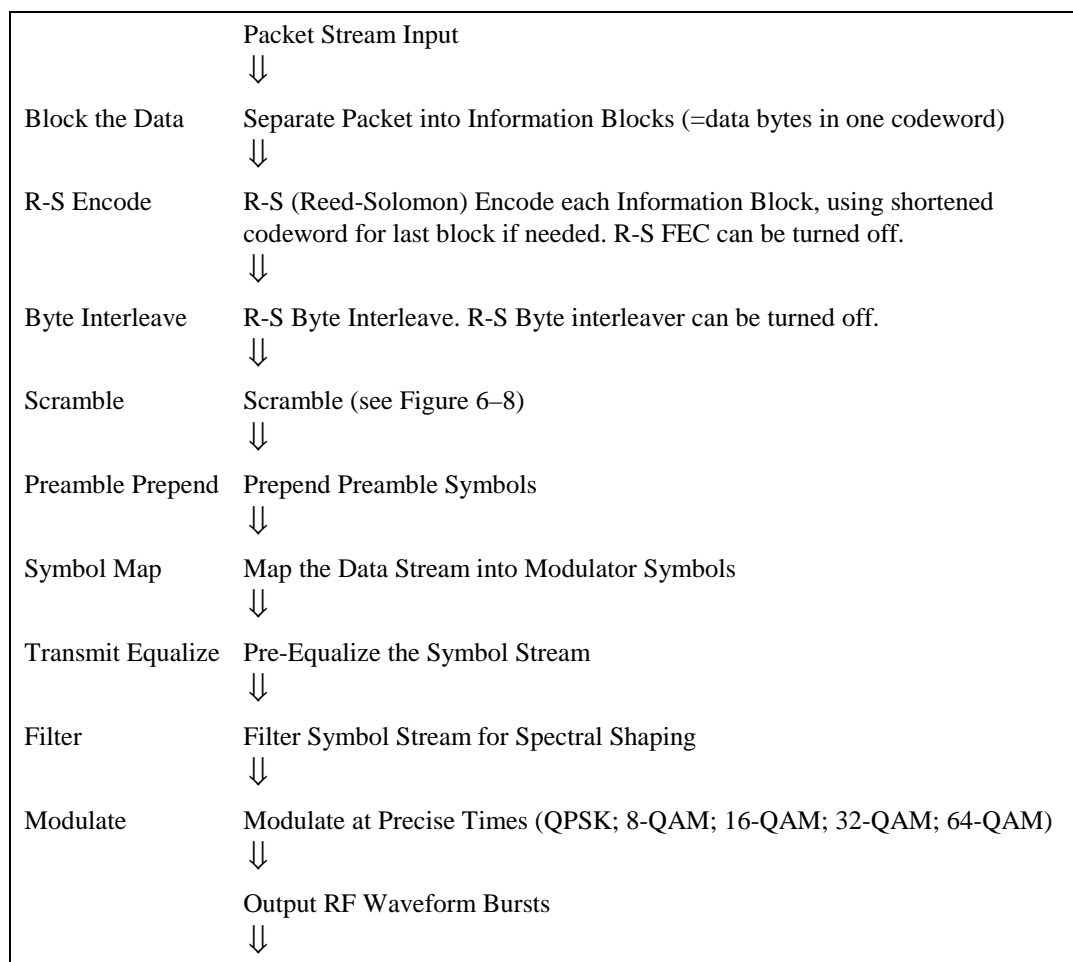 Packet Stream Input
⇓
Block the Data Separate Packet into Information Blocks (=data bytes in one codeword)
⇓
R-S Encode R-S (Reed-Solomon) Encode each Information Block, using shortened
codeword for last block if needed. R-S FEC can be turned off.
⇓
Byte Interleave R-S Byte Interleave. R-S Byte interleaver can be turned off.
⇓
Scramble Scramble (see Figure 6–8)
⇓
Preamble Prepend Prepend Preamble Symbols
⇓
Symbol Map Map the Data Stream into Modulator Symbols
⇓
Transmit Equalize Pre-Equalize the Symbol Stream
⇓
Filter Filter Symbol Stream for Spectral Shaping
⇓
Modulate Modulate at Precise Times (QPSK; 8-QAM; 16-QAM; 32-QAM; 64-QAM)
⇓
Output RF Waveform Bursts
⇓